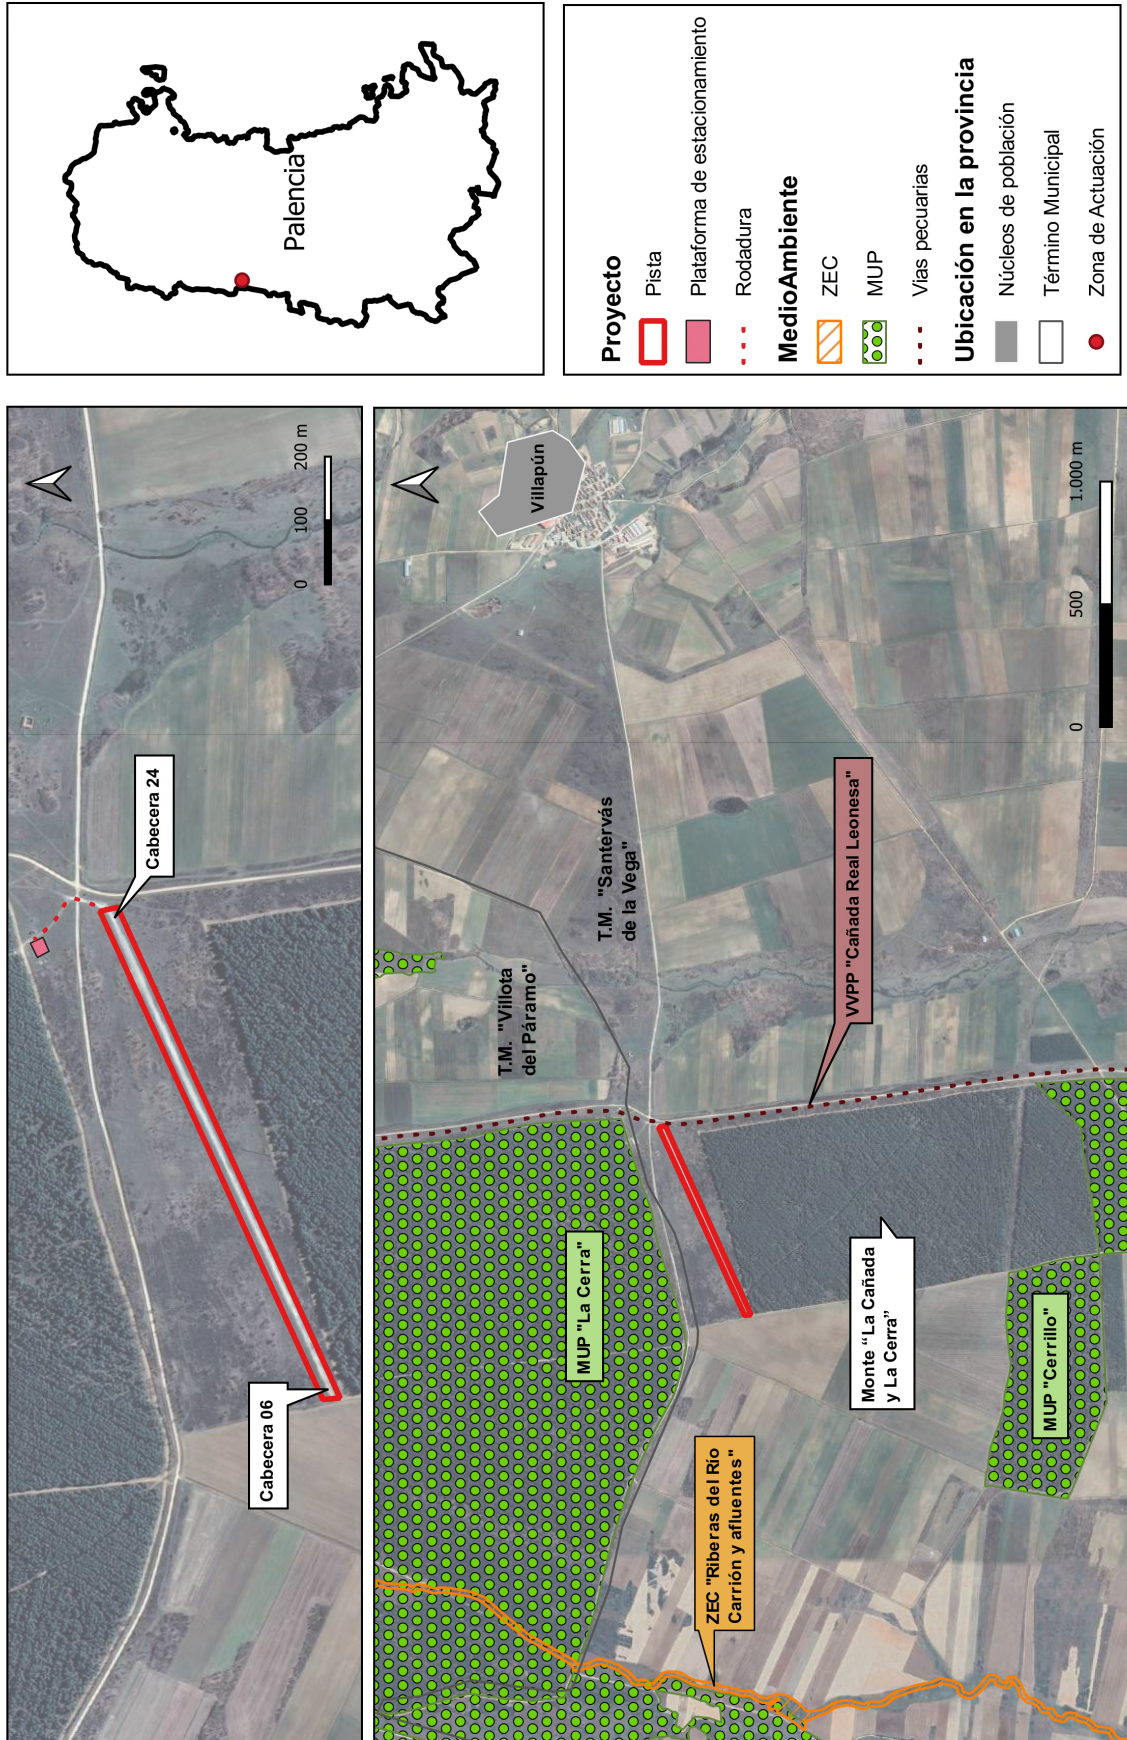 Cabecera 06
Cabecera 24
0
100
200 m
MUP "La Cerra"
ZEC "Riberas del Río
Carrión y afluentes"
Monte “La Cañada
y La Cerra”
MUP "Cerrillo"
T.M. "Villota
del Páramo"
T.M. "Santervás
de la Vega"
VVPP "Cañada Real Leonesa"
Villapún
0
500
1.000 m
Palencia
Proyecto
Pista
Plataforma de estacionamiento
Rodadura
MedioAmbiente
ZEC
MUP
Vias pecuarias
Ubicación en la provincia
Núcleos de población
Término Municipal
Zona de Actuación